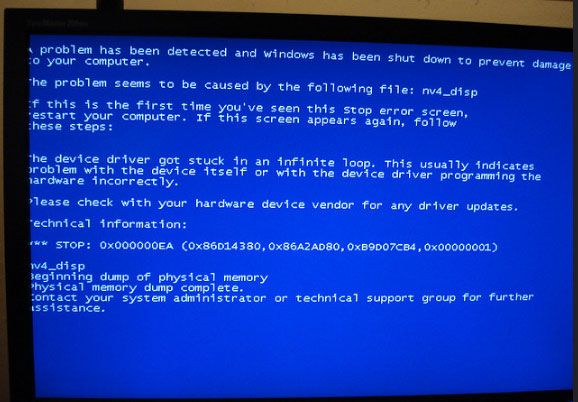 A problem has been detected and windows has been shut down to prevent damage
to your computer.
The problem seems to be caused by the following file: nv4_disp
If this is the first time you've seen this Stop error screen,
restart your computer. If this screen appears again, follow
these steps:
The device driver got stuck in an infinite loop. This usually indicates
problem with the device itself or with the device driver programming the
hardware incorrectly.
Please check with your hardware device vendor for any driver updates.
Technical information:
*** STOP: 0x000000EA (0x86D14380,0x86A2AD80,0xB9D07CB4,0x00000001)
nv4_disp
Beginning dump of physical memory
Physical memory dump complete.
Contact your system administrator or technical support group for further
assistance.